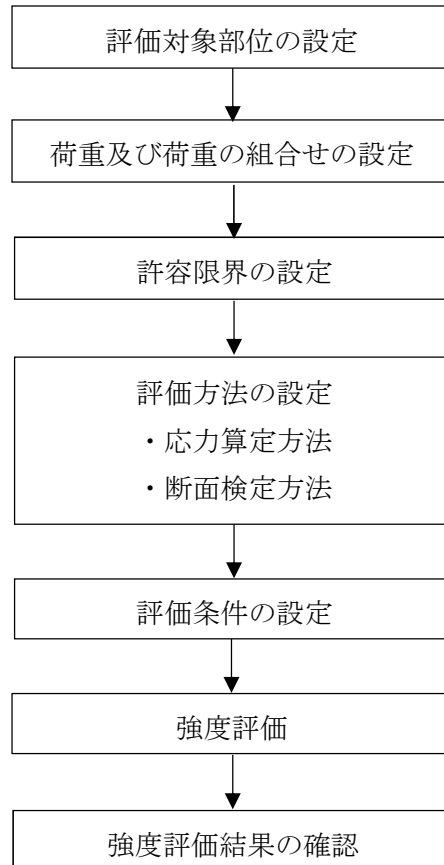 評価対象部位の設定
荷重及び荷重の組合せの設定
許容限界の設定
評価方法の設定
・応力算定方法
・断面検定方法
評価条件の設定
強度評価
強度評価結果の確認